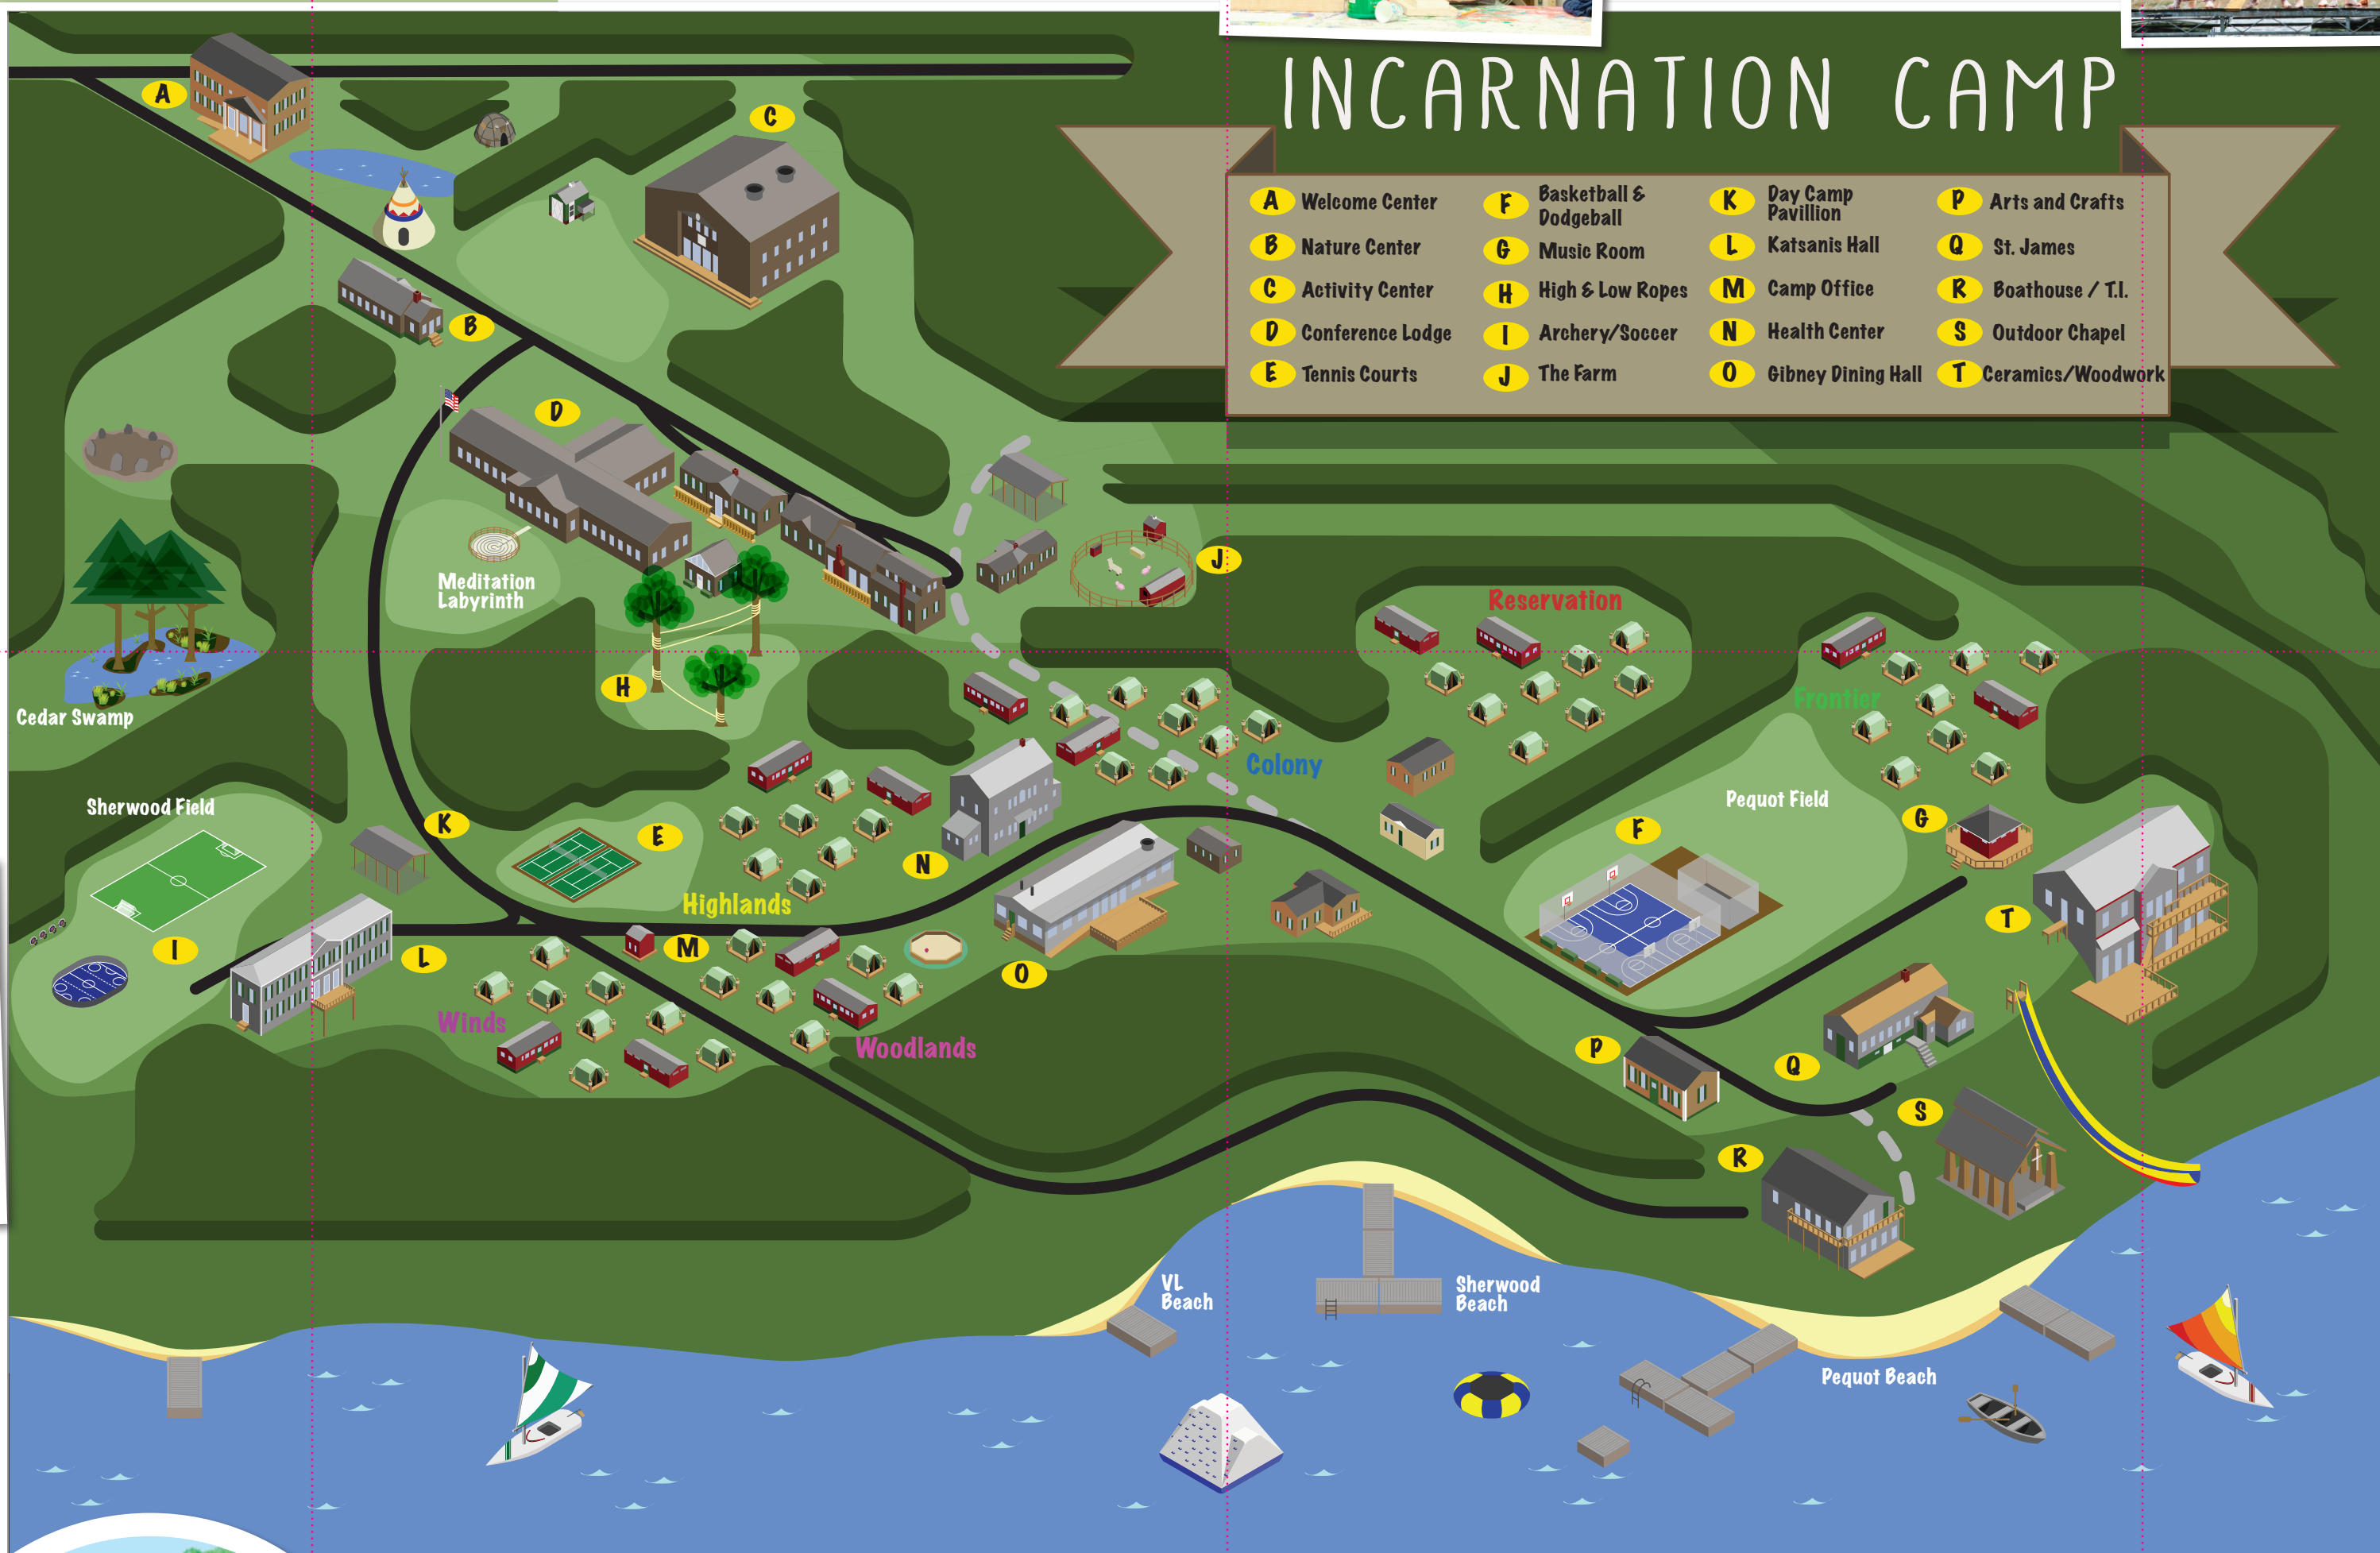 INCARNATION CAMP
A Welcome Center
B Nature Center
C Activity Center
D Conference Lodge
E Tennis Courts
F Basketball &
Dodgeball
G Music Room
H High & Low Ropes
I Archery/Soccer
J The Farm
K Day Camp
Pavillion
L Katsanis Hall
M Camp Office
N Health Center
O Gibney Dining Hall
P Arts and Crafts
Q St. James
R Boathouse / T.I.
S Outdoor Chapel
T Ceramics/Woodwork
A
C
B
D
J
Meditation
Labyrinth
Reservation
H
Frontier
Cedar Swamp
Colony
Sherwood Field
Pequot Field
K
E
F
G
N
Highlands
T
I
L
M
O
Winds
Woodlands
P
Q
S
R
VL
Beach
Sherwood
Beach
Pequot Beach